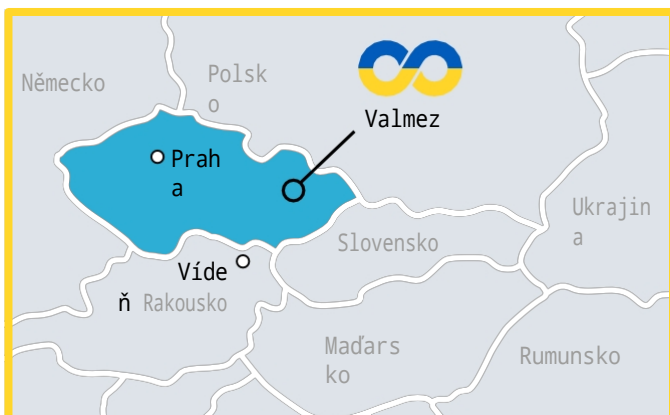 Německo
Polsk
o
Valmez
Prah
a
Ukrajin
a
Slovensko
Víde
ň Rakousko
Maďars
ko
Rumunsko